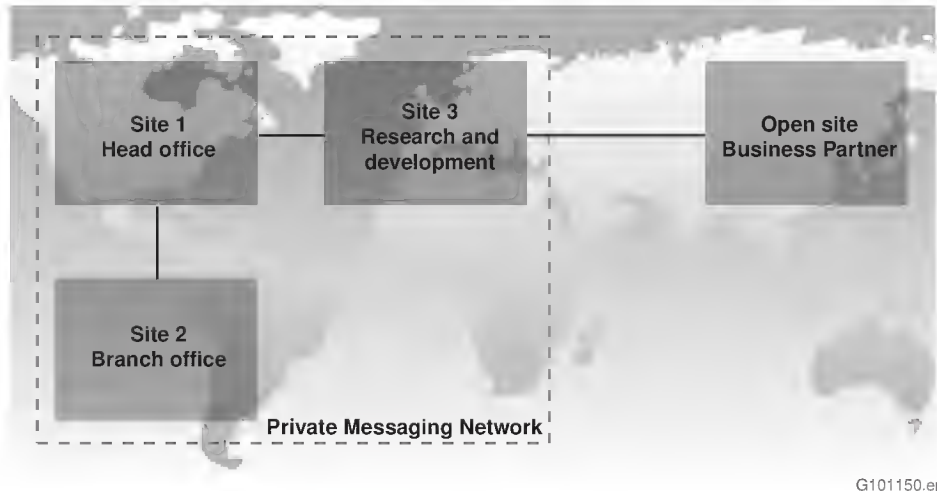 Site 1
Head office
Site 3
Research and
development
Open site
Business Partner
Site 2
Branch office
Private Messaging Network
G101150.en